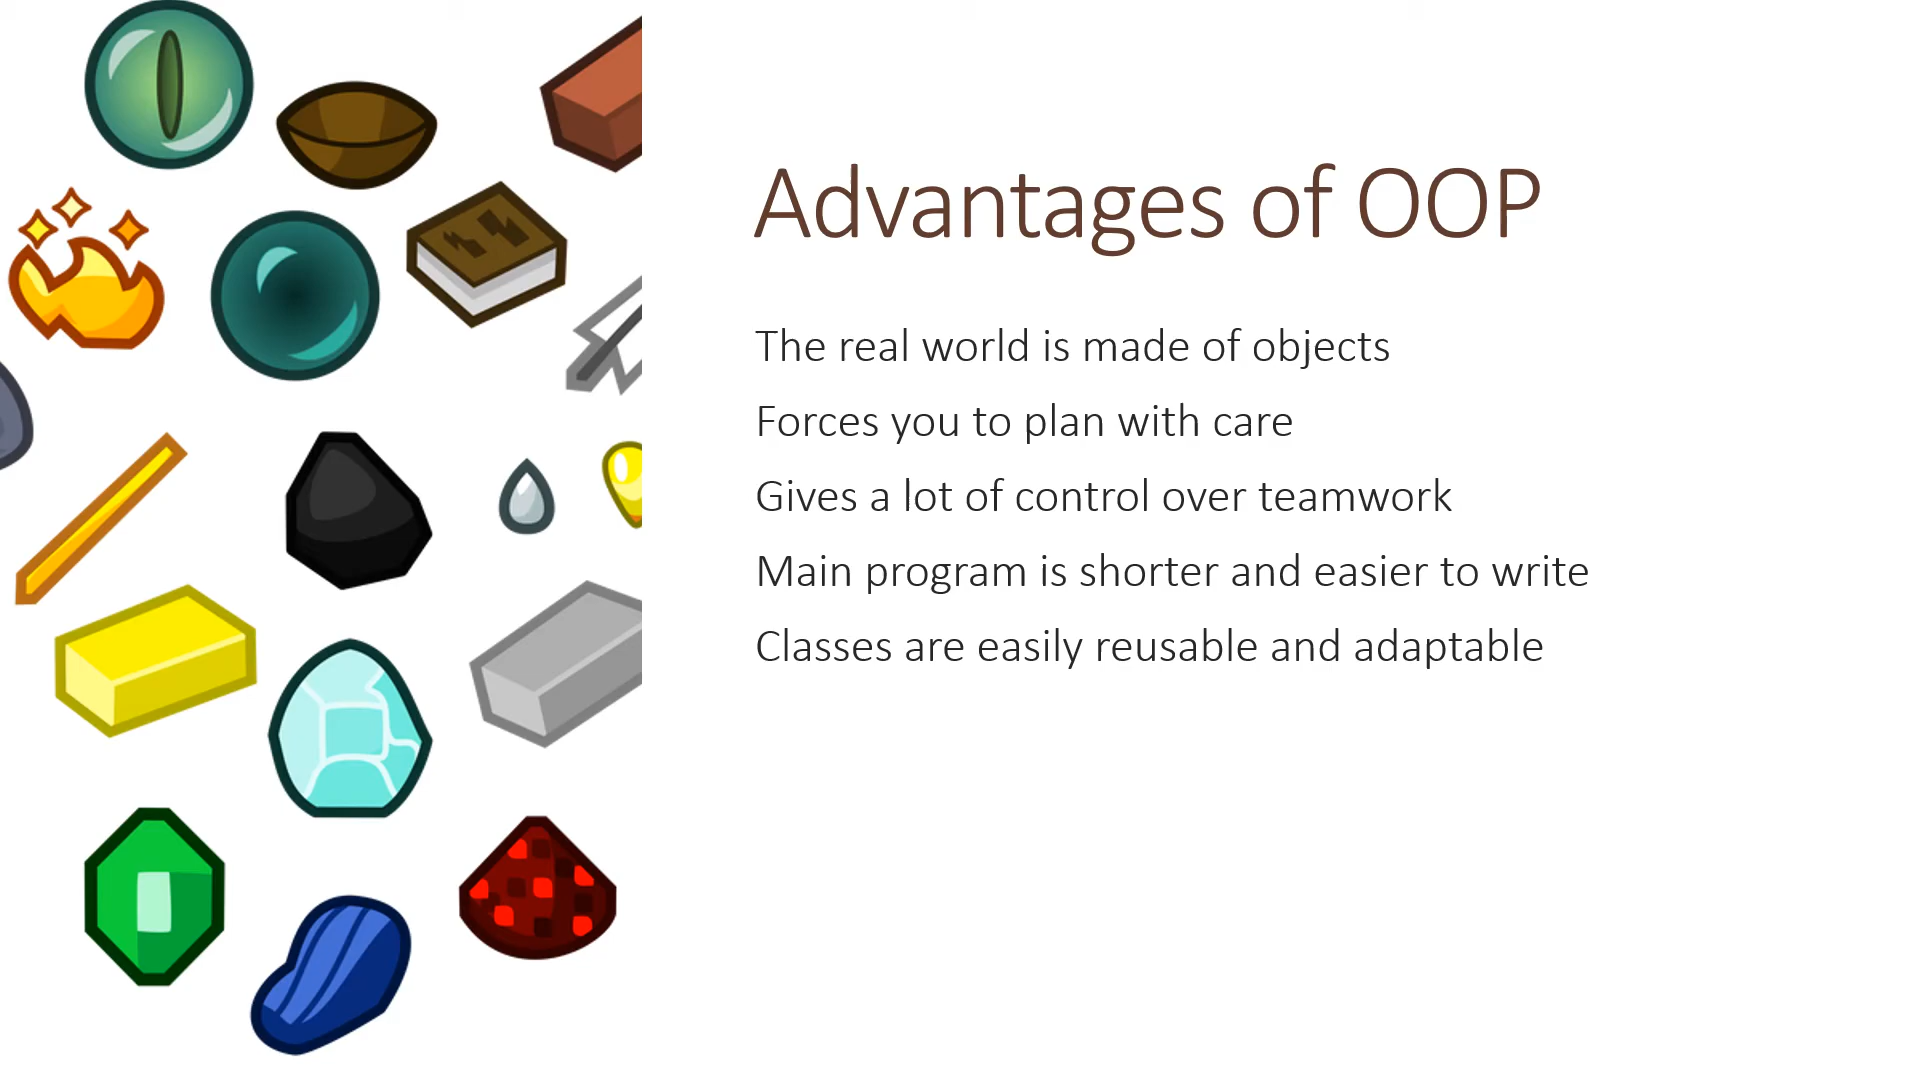 Advantages of OOP
The real world is made of objects
Forces you to plan with care
Gives a lot of control over teamwork
Main program is shorter and easier to write
Classes are easily reusable and adaptable